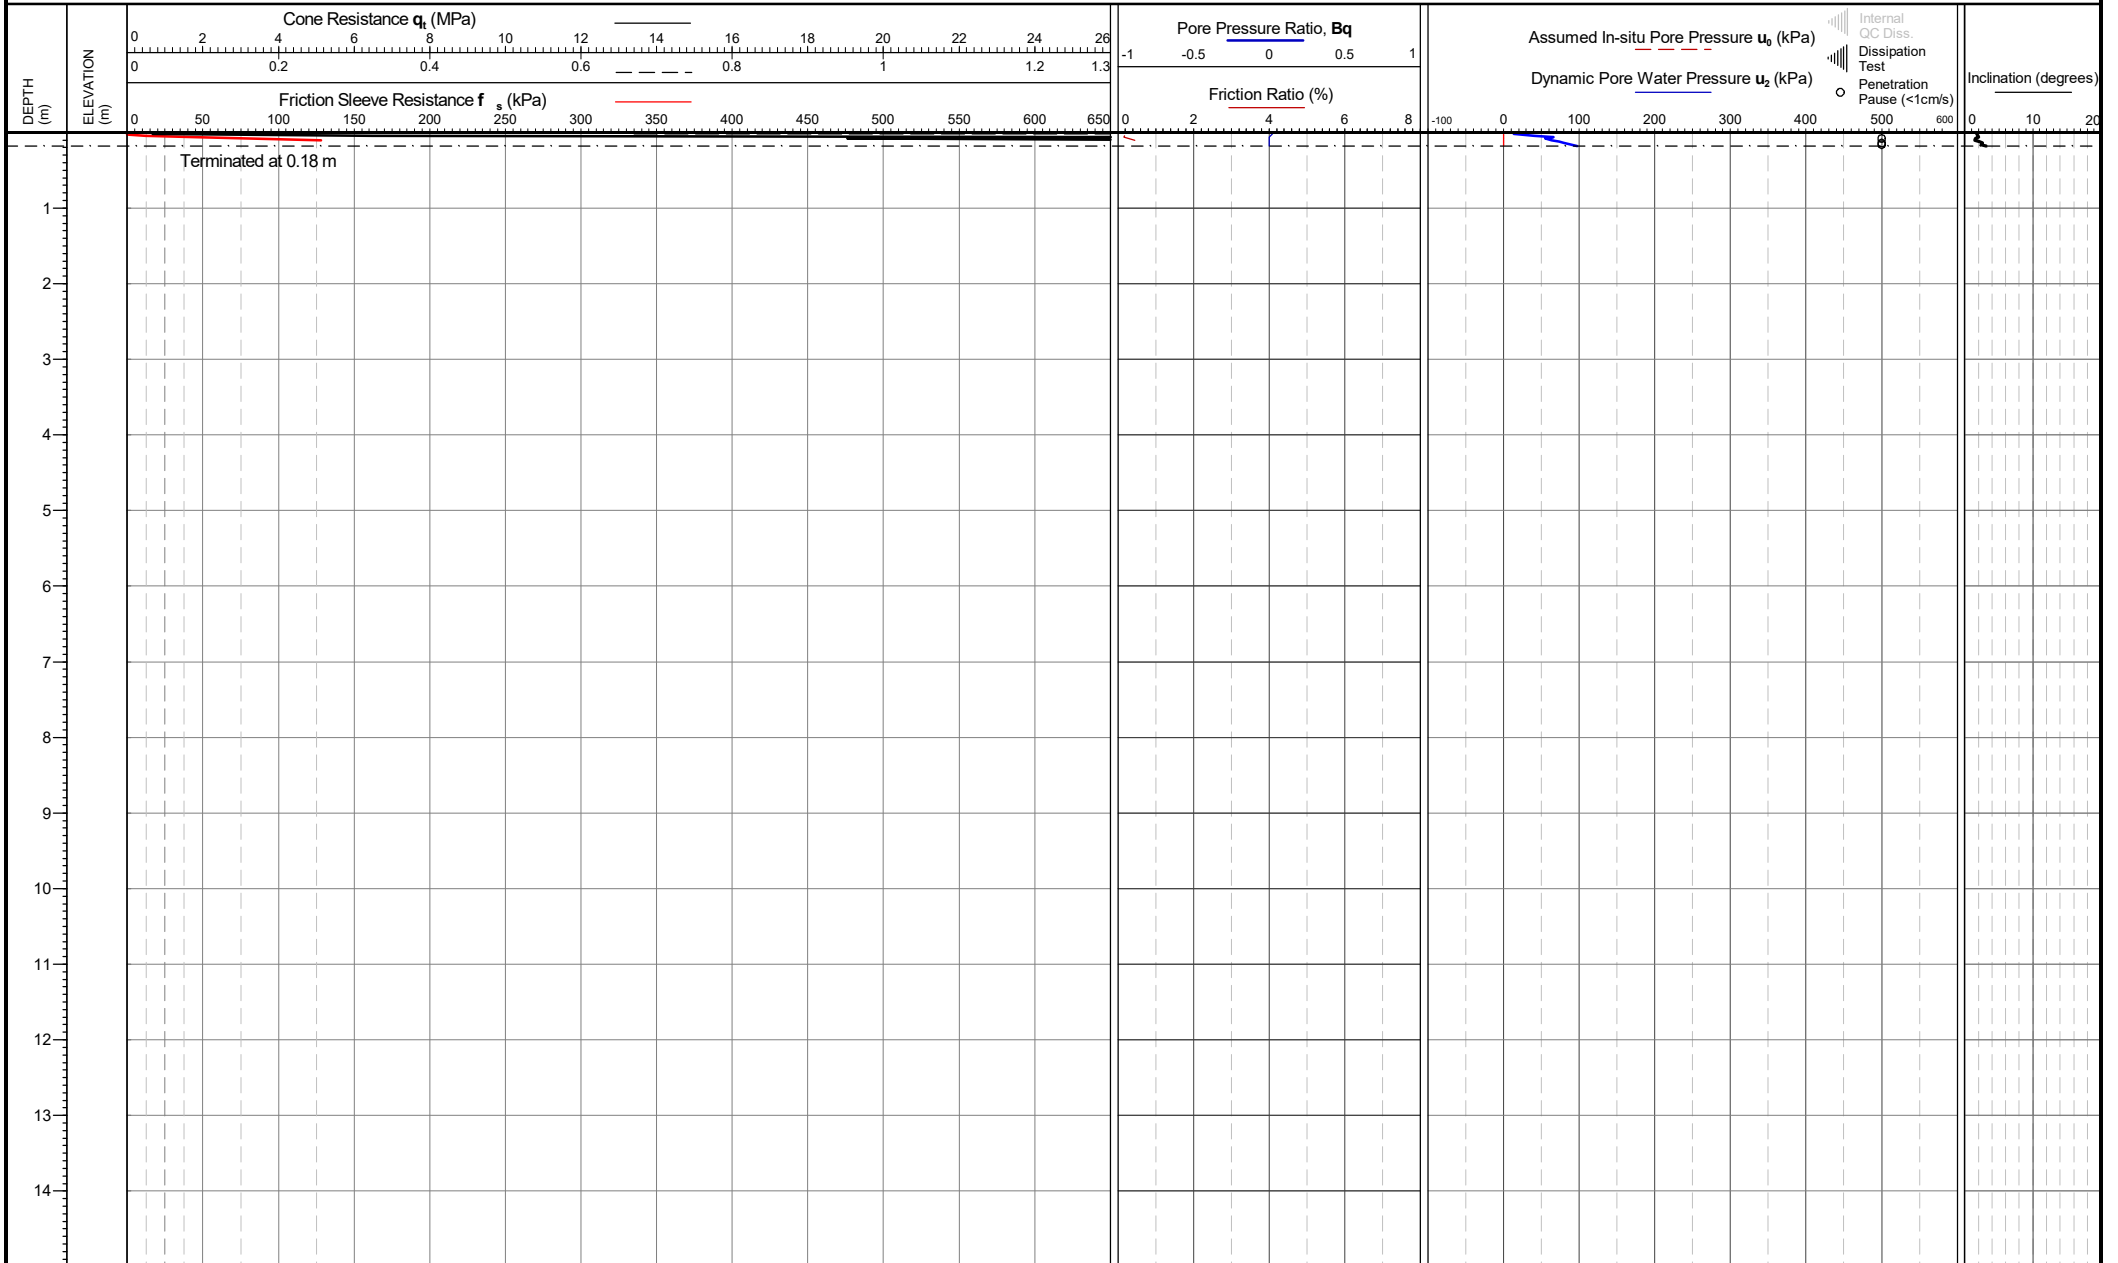 Cone Resistance qt (MPa)
0 2 4 6 8 10 12 14 16 18 20 22 24 26
0 0.2 0.4 0.6 0.8 1 1.2 1.3
Friction Sleeve Resistance f s (kPa)
0 50 100 150 200 250 300 350 400 450 500 550 600 650
DEPTH
(m)
ELEVATION
(m)
Pore Pressure Ratio, Bq
-1 -0.5 0 0.5 1
Friction Ratio (%)
0 2 4 6 8
Assumed In-situ Pore Pressure u0 (kPa)
Dynamic Pore Water Pressure u2 (kPa)
-100 0 100 200 300 400 500 600
Internal
QC Diss.
Dissipation
Test
Penetration
Pause (<1cm/s)
Inclination (degrees)
0 10 20
Terminated at 0.18 m
1
2
3
4
5
6
7
8
9
10
11
12
13
14